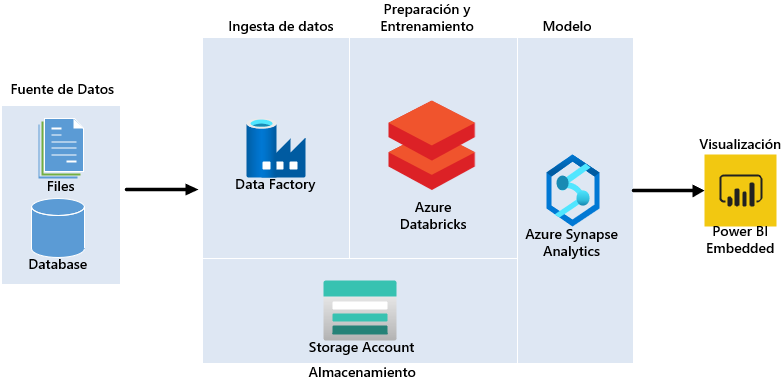 Fuente de Datos
Files
Database
Ingesta de datos
Data Factory
Preparación y
Entrenamiento
Azure
Databricks
Modelo
Azure Synapse
Analytics
Storage Account
Almacenamiento
Visualización
Power BI
Embedded